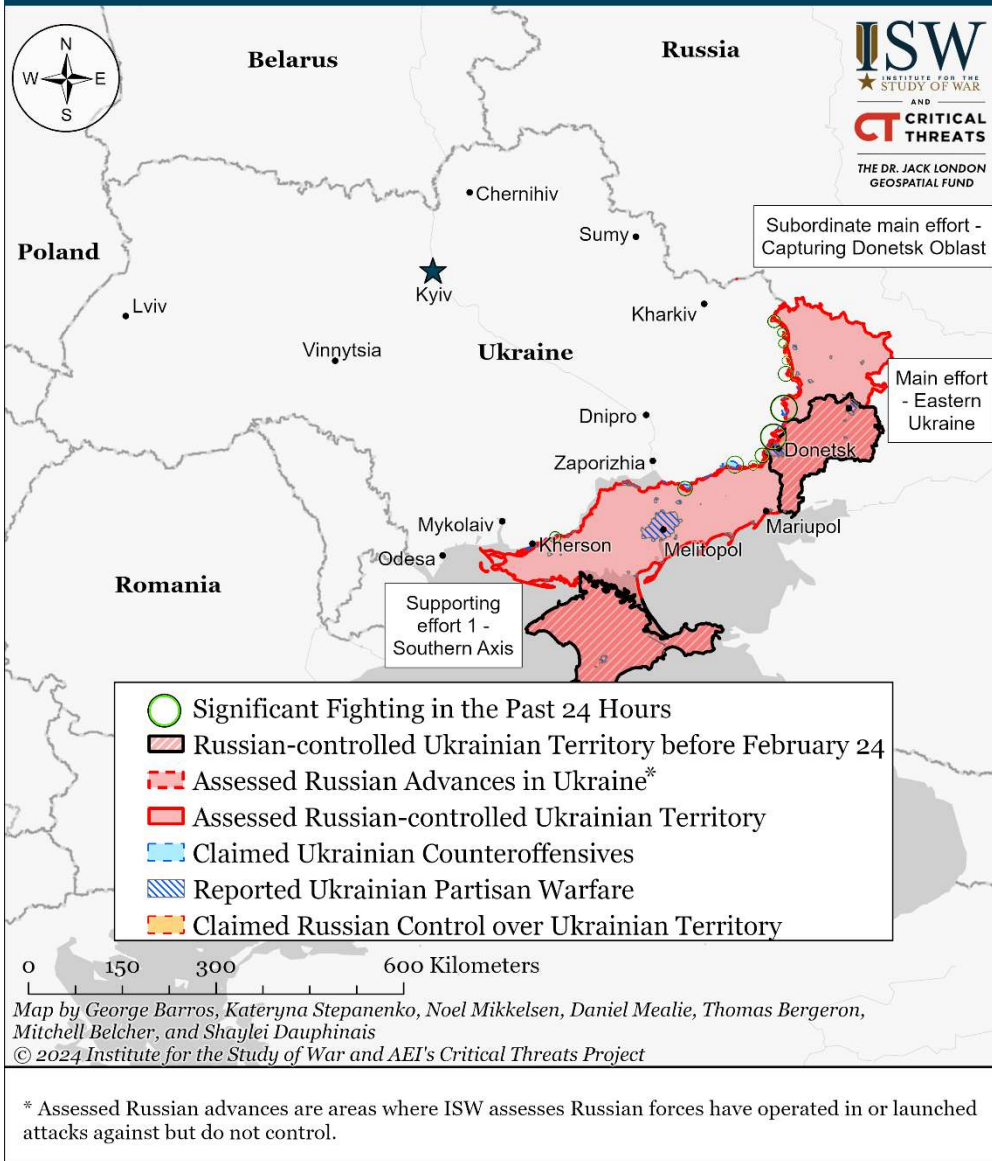 N
W E
S
Belarus
Russia
ISW
INSTITUTE FOR THE
STUDY OF WAR
AND
CT CRITICAL
THREATS
THE DR. JACK LONDON
GEOSPATIAL FUND
Chernihiv
Subordinate main effort -
Capturing Donetsk Oblast
Sumy
Poland
Kyiv
Lviv
Kharkiv
Vinnytsia
Ukraine
Main effort
- Eastern
Ukraine
Dnipro
Donetsk
Zaporizhia
Mykolaiv
Mariupol
Kherson
Melitopol
Odesa
Romania
Supporting
effort 1 -
Southern Axis
Significant Fighting in the Past 24 Hours
Russian-controlled Ukrainian Territory before February 24
Assessed Russian Advances in Ukraine*
Assessed Russian-controlled Ukrainian Territory
Claimed Ukrainian Counteroffensives
Reported Ukrainian Partisan Warfare
Claimed Russian Control over Ukrainian Territory
0 150 300 600 Kilometers
Map by George Barros, Kateryna Stepanenko, Noel Mikkelsen, Daniel Mealie, Thomas Bergeron,
Mitchell Belcher, and Shaylei Dauphinais
© 2024 Institute for the Study of War and AEI's Critical Threats Project
* Assessed Russian advances are areas where ISW assesses Russian forces have operated in or launched
attacks against but do not control.